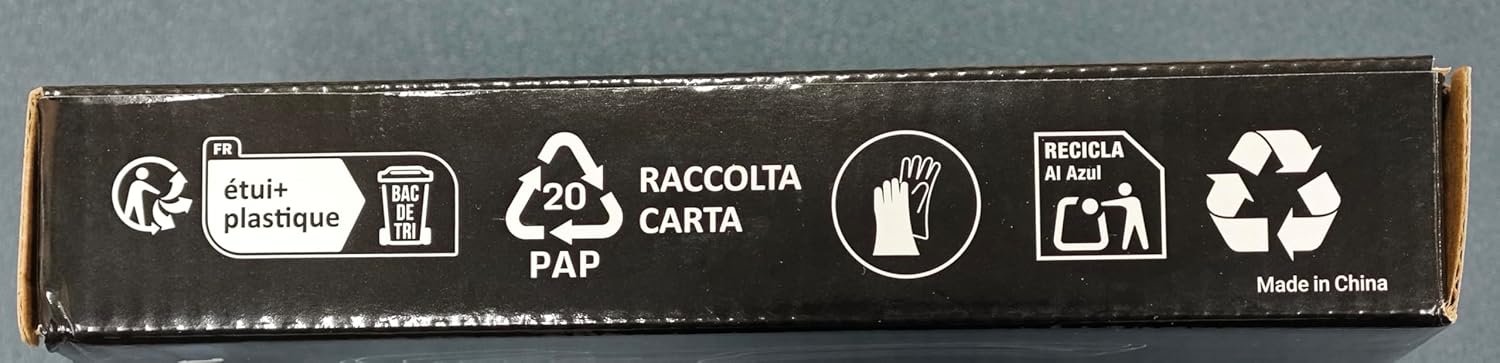 FR
étui+
plastique
BAC
DE
TRI
20
PAP
RACCOLTA
CARTA
RECICLA
Al Azul
Made in China